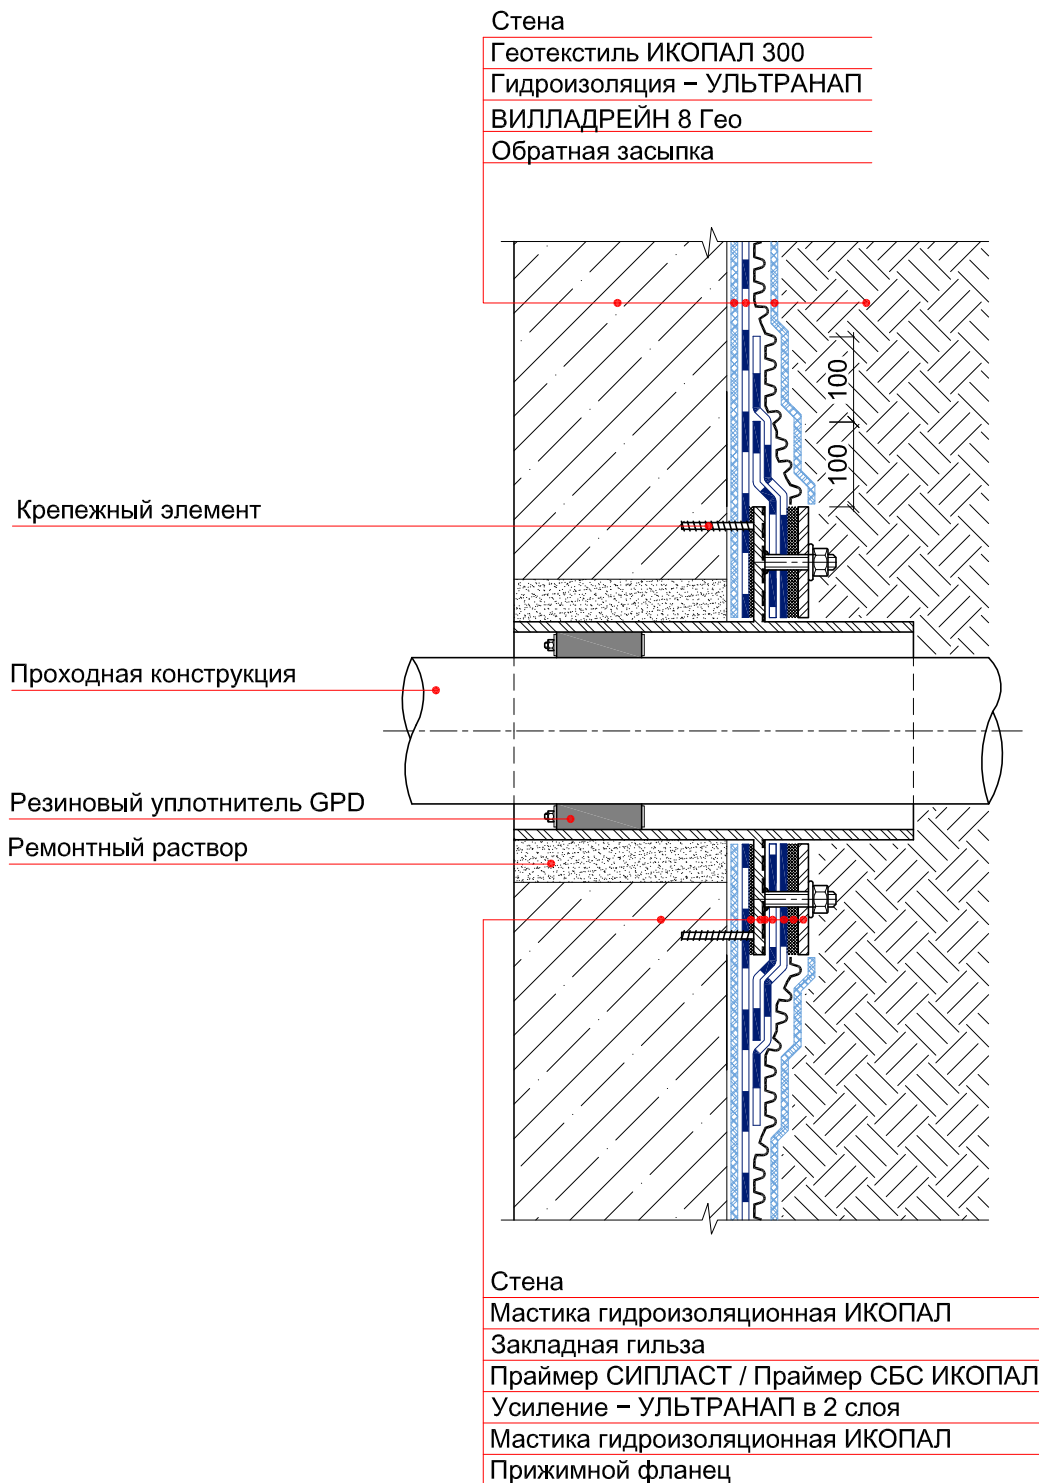 Стена
Геотекстиль ИКОПАЛ 300
Гидроизоляция – УЛЬТРАНАП
ВИЛЛАДРЕЙН 8 Гео
Обратная засыпка
100
100
Крепежный элемент
Проходная конструкция
Резиновый уплотнитель GPD
Ремонтный раствор
Стена
Мастика гидроизоляционная ИКОПАЛ
Закладная гильза
Праймер СИПЛАСТ / Праймер СБС ИКОПАЛ
Усиление – УЛЬТРАНАП в 2 слоя
Мастика гидроизоляционная ИКОПАЛ
Прижимной фланец